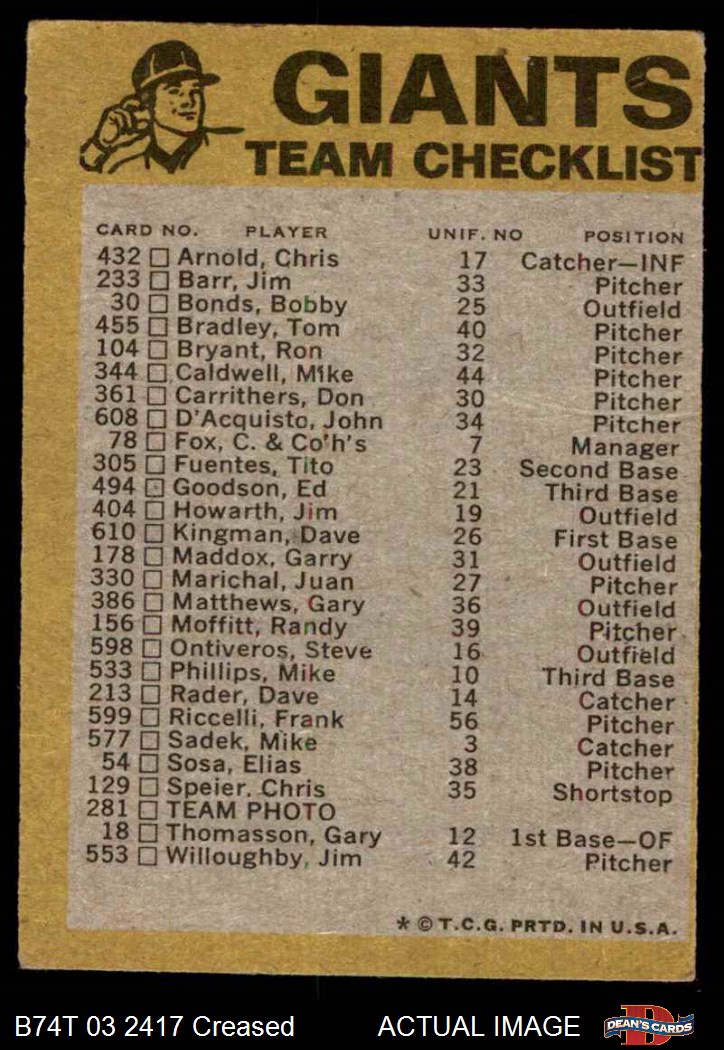 GIANTS
TEAM CHECKLIST
CARD NO. PLAYER UNIF. NO POSITION
432 Arnold, Chris 17 Catcher—INF
233 Barr, Jim 33 Pitcher
30 Bonds, Bobby 25 Outfield
455 Bradley, Tom 40 Pitcher
104 Bryant, Ron 32 Pitcher
344 Caldwell, Mike 44 Pitcher
361 Carrithers, Don 30 Pitcher
608 D'Acquisto, John 34 Pitcher
78 Fox, C. & Co'h's 7 Manager
305 Fuentes, Tito 23 Second Base
494 Goodson, Ed 21 Third Base
404 Howarth, Jim 19 Outfield
610 Kingman, Dave 26 First Base
178 Maddox, Garry 31 Outfield
330 Marichal, Juan 27 Pitcher
386 Matthews, Gary 36 Outfield
156 Moffitt, Randy 39 Pitcher
598 Ontiveros, Steve 16 Outfield
533 Phillips, Mike 10 Third Base
213 Rader, Dave 14 Catcher
599 Riccelli, Frank 56 Pitcher
577 Sadek, Mike 3 Catcher
54 Sosa, Elias 38 Pitcher
129 Speier, Chris 35 Shortstop
281 TEAM PHOTO
18 Thomasson, Gary 12 1st Base—OF
553 Willoughby, Jim 42 Pitcher
* © T.C.G. PRTD. IN U.S.A.
B74T 03 2417 Creased ACTUAL IMAGE DEAN'S CARDS